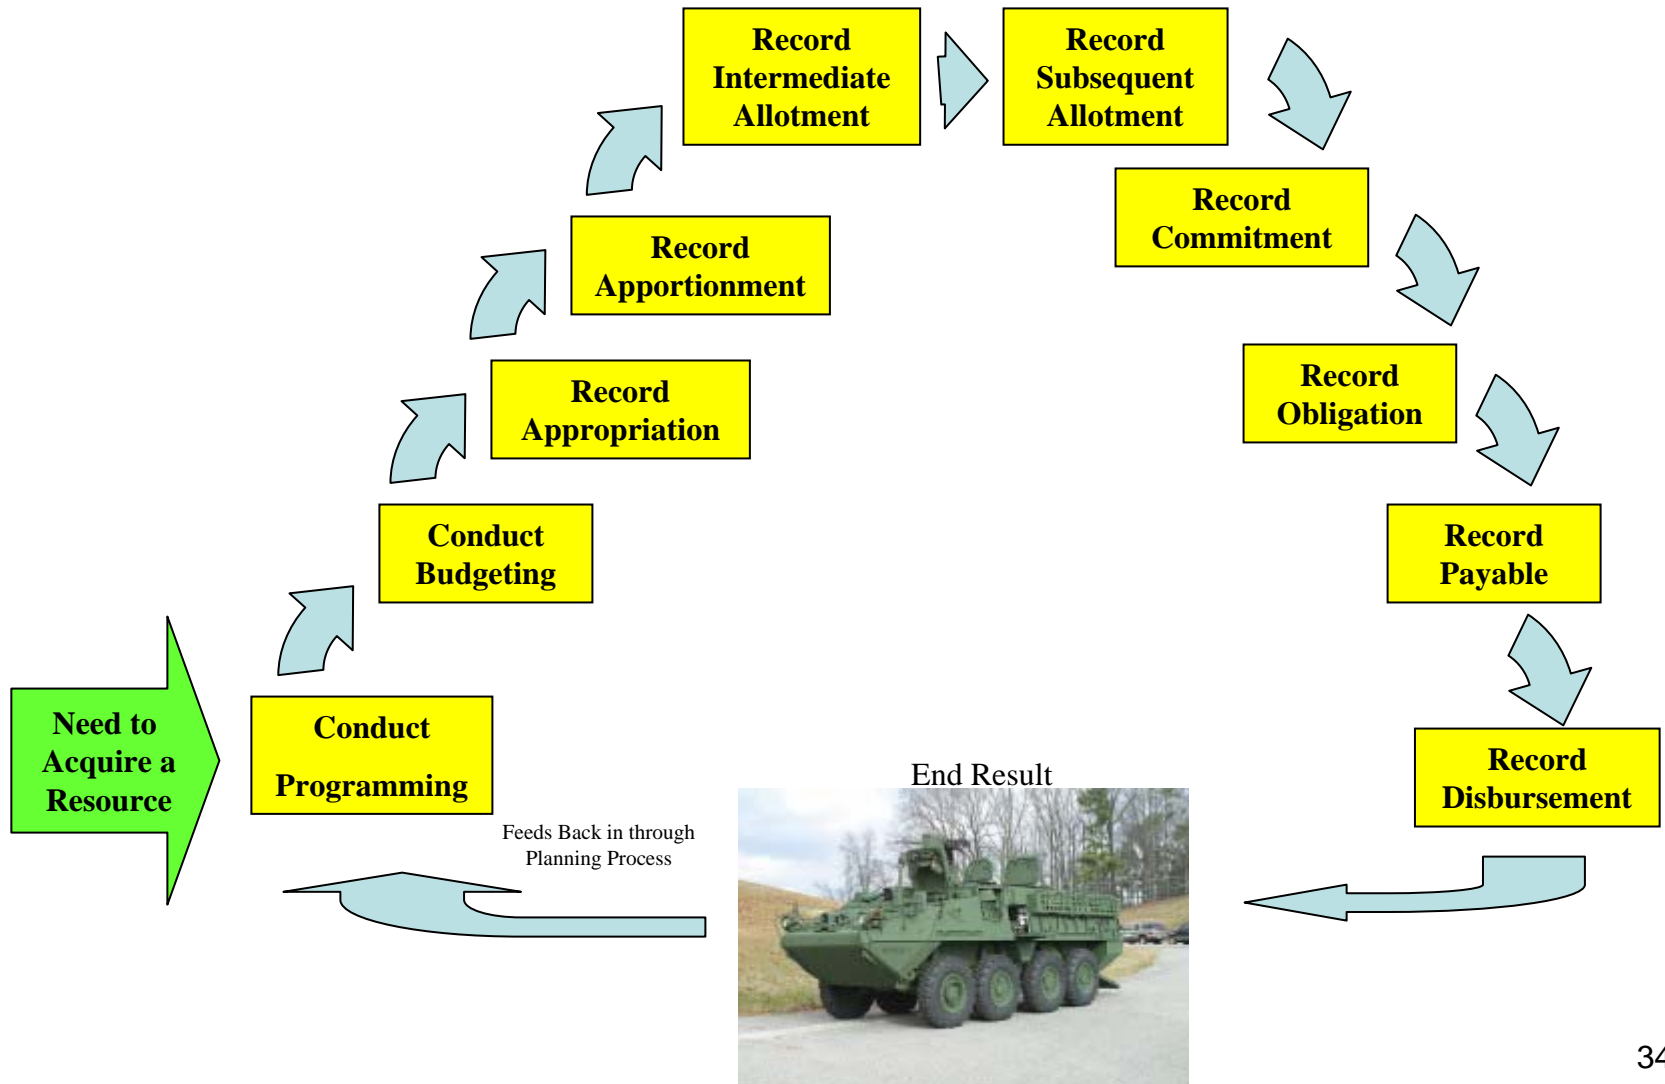 Need to
Acquire a
Resource
Conduct
Programming
Conduct
Budgeting
Record
Appropriation
Record
Apportionment
Record
Intermediate
Allotment
Record
Subsequent
Allotment
Record
Commitment
Record
Obligation
Record
Payable
Record
Disbursement
End Result
Feeds Back in through
Planning Process
34